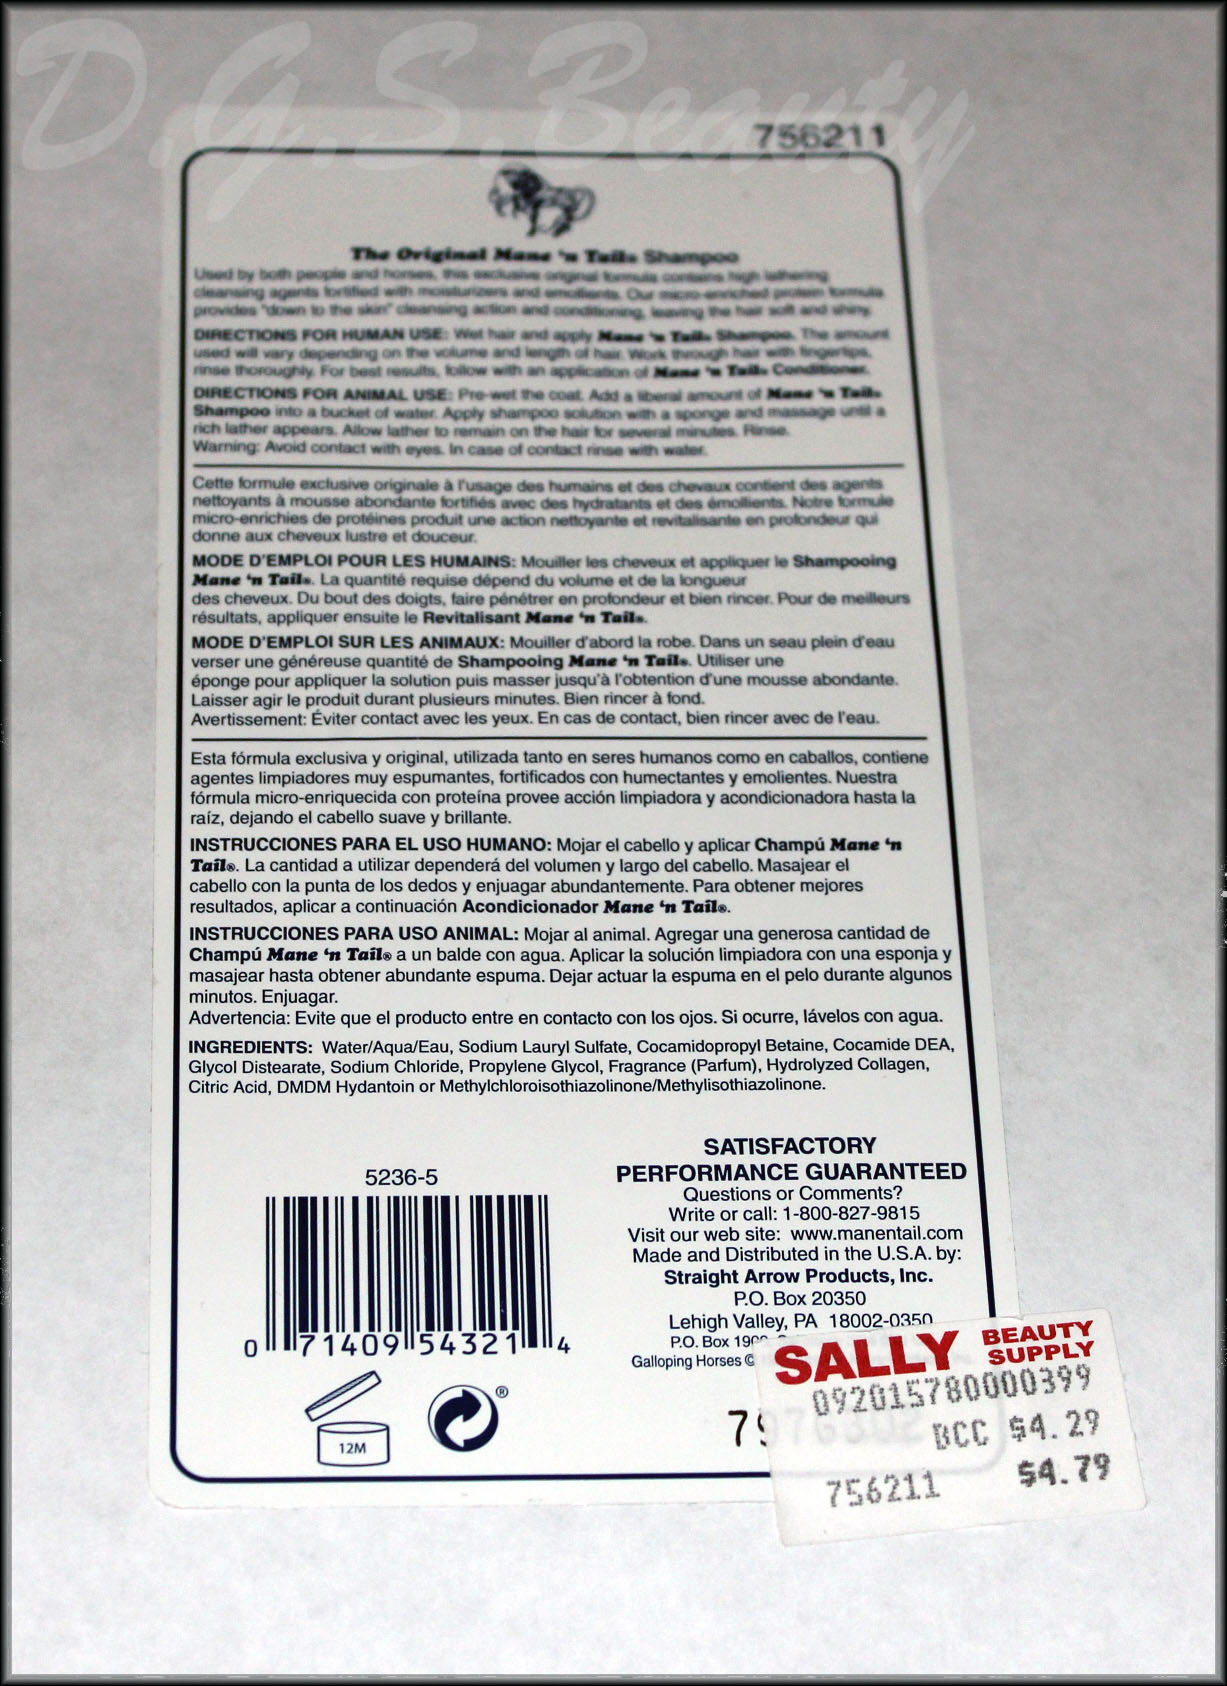 D.G.S. Beauty
756211
The Original Mane 'n Tail® Shampoo
Used by both people and horses, this exclusive original formula contains high lathering
cleansing agents fortified with moisturizers and emollients. Our micro-enriched protein formula
provides "down to the skin" cleansing action and conditioning, leaving the hair soft and shiny.
DIRECTIONS FOR HUMAN USE: Wet hair and apply Mane 'n Tail® Shampoo. The amount
used will vary depending on the volume and length of hair. Work through hair with fingertips,
rinse thoroughly. For best results, follow with an application of Mane 'n Tail® Conditioner.
DIRECTIONS FOR ANIMAL USE: Pre-wet the coat. Add a liberal amount of Mane 'n Tail®
Shampoo into a bucket of water. Apply shampoo solution with a sponge and massage until a
rich lather appears. Allow lather to remain on the hair for several minutes. Rinse.
Warning: Avoid contact with eyes. In case of contact rinse with water.
Cette formule exclusive originale à l'usage des humains et des chevaux contient des agents
nettoyants à mousse abondante fortifiés avec des hydratants et des émollients. Notre formule
micro-enrichies de protéines produit une action nettoyante et revitalisante en profondeur qui
donne aux cheveux lustre et douceur.
MODE D'EMPLOI POUR LES HUMAINS: Mouiller les cheveux et appliquer le Shampooing
Mane 'n Tail®. La quantité requise dépend du volume et de la longueur
des cheveux. Du bout des doigts, faire pénétrer en profondeur et bien rincer. Pour de meilleurs
résultats, appliquer ensuite le Revitalisant Mane 'n Tail®.
MODE D'EMPLOI SUR LES ANIMAUX: Mouiller d'abord la robe. Dans un seau plein d'eau
verser une généreuse quantité de Shampooing Mane 'n Tail®. Utiliser une
éponge pour appliquer la solution puis masser jusqu'à l'obtention d'une mousse abondante.
Laisser agir le produit durant plusieurs minutes. Bien rincer à fond.
Avertissement: Éviter contact avec les yeux. En cas de contact, bien rincer avec de l'eau.
Esta fórmula exclusiva y original, utilizada tanto en seres humanos como en caballos, contiene
agentes limpiadores muy espumantes, fortificados con humectantes y emolientes. Nuestra
fórmula micro-enriquecida con proteína provee acción limpiadora y acondicionadora hasta la
raíz, dejando el cabello suave y brillante.
INSTRUCCIONES PARA EL USO HUMANO: Mojar el cabello y aplicar Champú Mane 'n
Tail®. La cantidad a utilizar dependerá del volumen y largo del cabello. Masajear el
cabello con la punta de los dedos y enjuagar abundantemente. Para obtener mejores
resultados, aplicar a continuación Acondicionador Mane 'n Tail®.
INSTRUCCIONES PARA USO ANIMAL: Mojar al animal. Agregar una generosa cantidad de
Champú Mane 'n Tail® a un balde con agua. Aplicar la solución limpiadora con una esponja y
masajear hasta obtener abundante espuma. Dejar actuar la espuma en el pelo durante algunos
minutos. Enjuagar.
Advertencia: Evite que el producto entre en contacto con los ojos. Si ocurre, lávelos con agua.
INGREDIENTS: Water/Aqua/Eau, Sodium Lauryl Sulfate, Cocamidopropyl Betaine, Cocamide DEA,
Glycol Distearate, Sodium Chloride, Propylene Glycol, Fragrance (Parfum), Hydrolyzed Collagen,
Citric Acid, DMDM Hydantoin or Methylchloroisothiazolinone/Methylisothiazolinone.
5236-5
0 71409 54321 4
12M
®
SATISFACTORY
PERFORMANCE GUARANTEED
Questions or Comments?
Write or call: 1-800-827-9815
Visit our web site: www.manentail.com
Made and Distributed in the U.S.A. by:
Straight Arrow Products, Inc.
P.O. Box 20350
Lehigh Valley, PA 18002-0350
P.O. Box
Galloping Horses ©
SALLY BEAUTY
SUPPLY
092015780000399
BCC $4.29
$4.79
756211